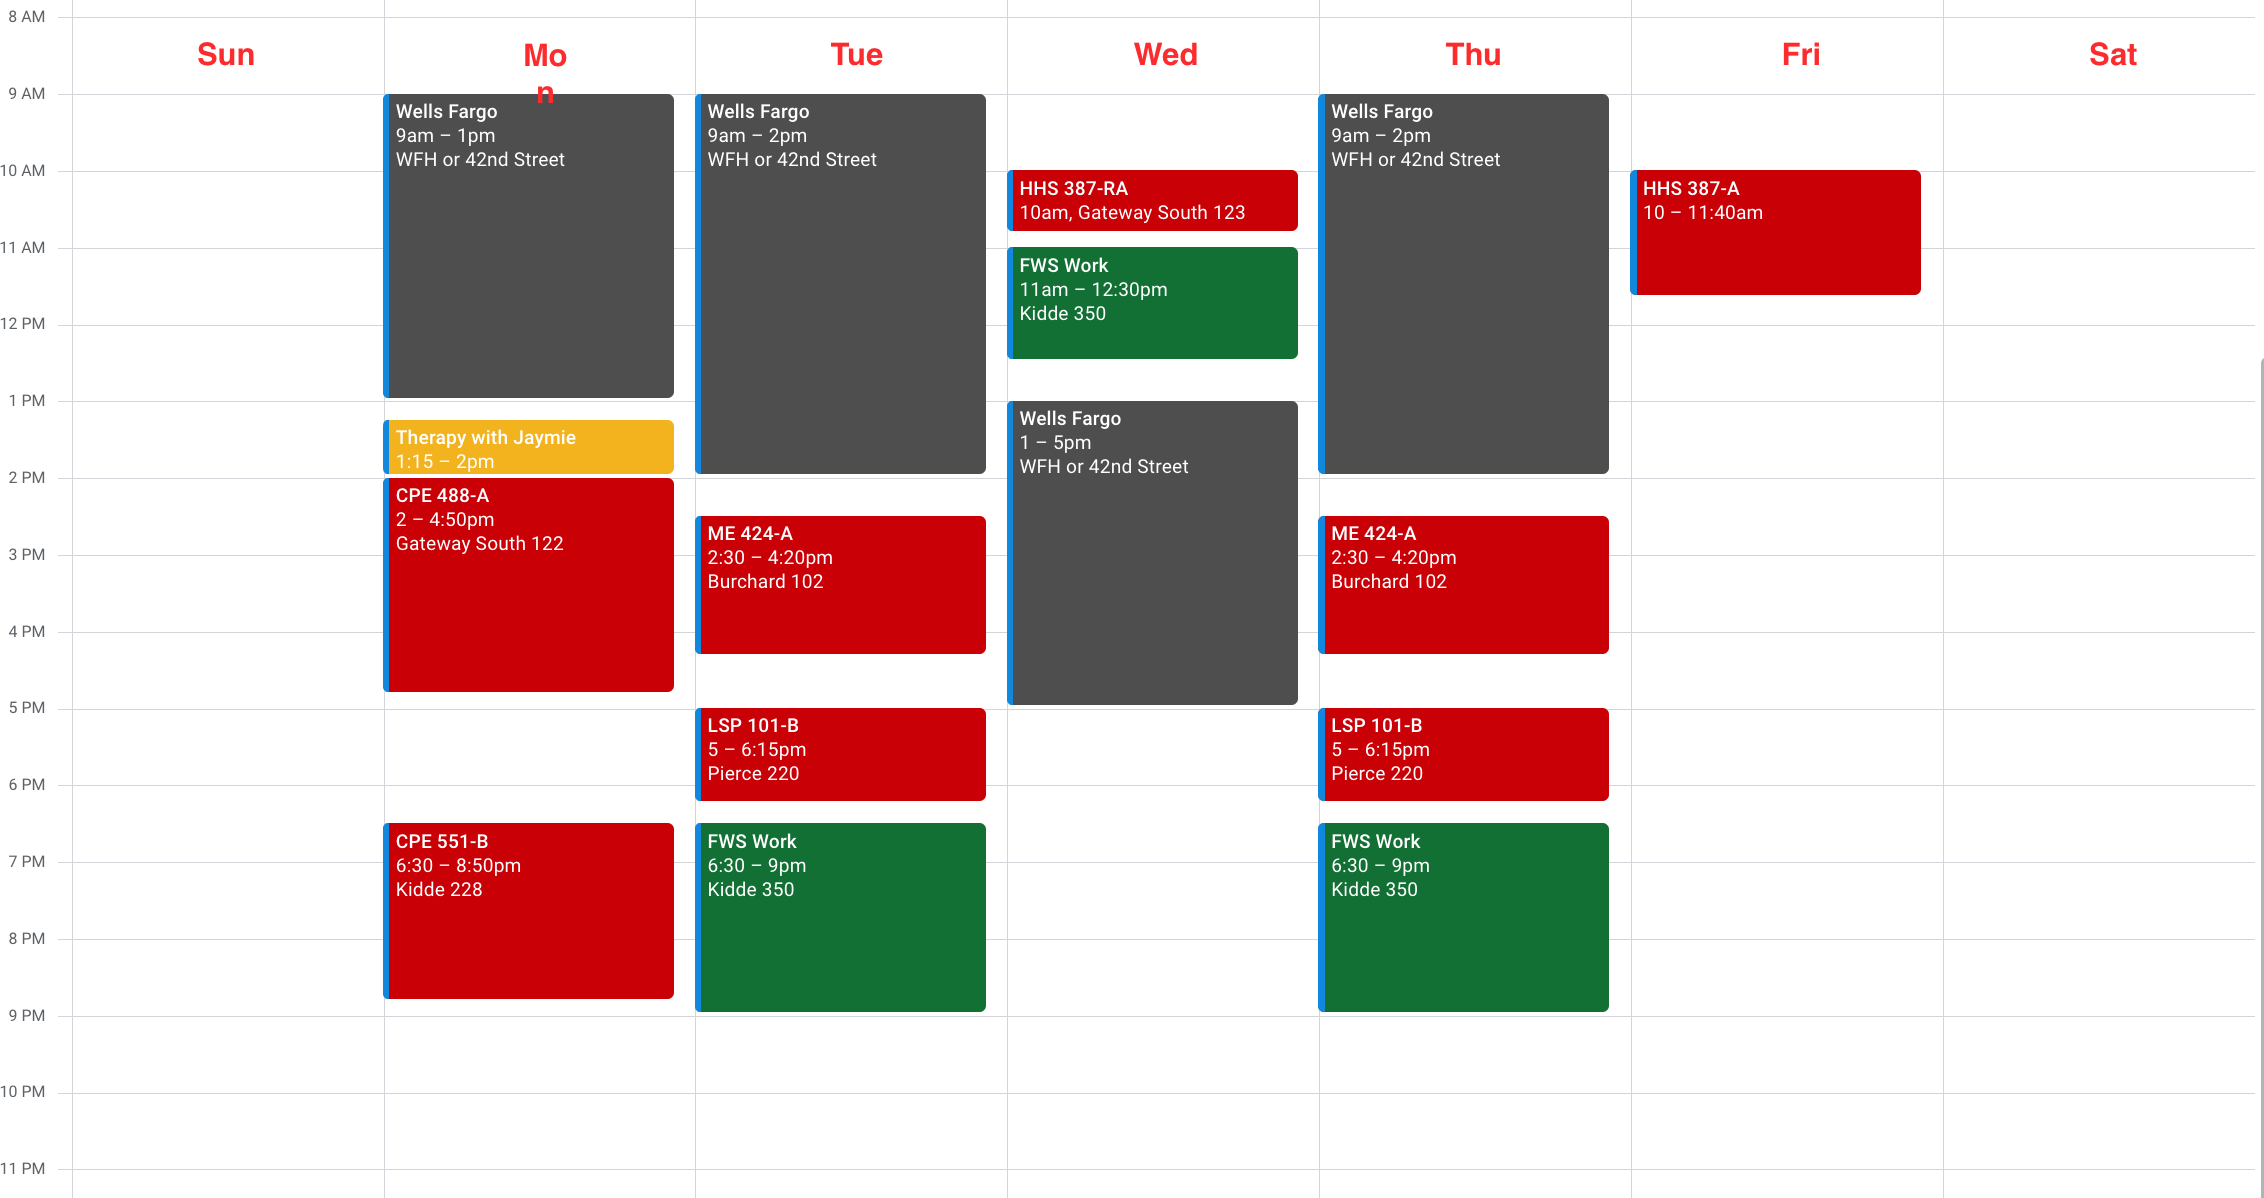 8 AM
Sun
Mo
n
Tue
Wed
Thu
Fri
Sat
9 AM
10 AM
11 AM
12 PM
1 PM
2 PM
3 PM
4 PM
5 PM
6 PM
7 PM
8 PM
9 PM
10 PM
11 PM
Wells Fargo
9am – 1pm
WFH or 42nd Street
Therapy with Jaymie
1:15 – 2pm
CPE 488-A
2 – 4:50pm
Gateway South 122
CPE 551-B
6:30 – 8:50pm
Kidde 228
Wells Fargo
9am – 2pm
WFH or 42nd Street
ME 424-A
2:30 – 4:20pm
Burchard 102
LSP 101-B
5 – 6:15pm
Pierce 220
FWS Work
6:30 – 9pm
Kidde 350
HHS 387-RA
10am, Gateway South 123
FWS Work
11am – 12:30pm
Kidde 350
Wells Fargo
1 – 5pm
WFH or 42nd Street
Wells Fargo
9am – 2pm
WFH or 42nd Street
ME 424-A
2:30 – 4:20pm
Burchard 102
LSP 101-B
5 – 6:15pm
Pierce 220
FWS Work
6:30 – 9pm
Kidde 350
HHS 387-A
10 – 11:40am